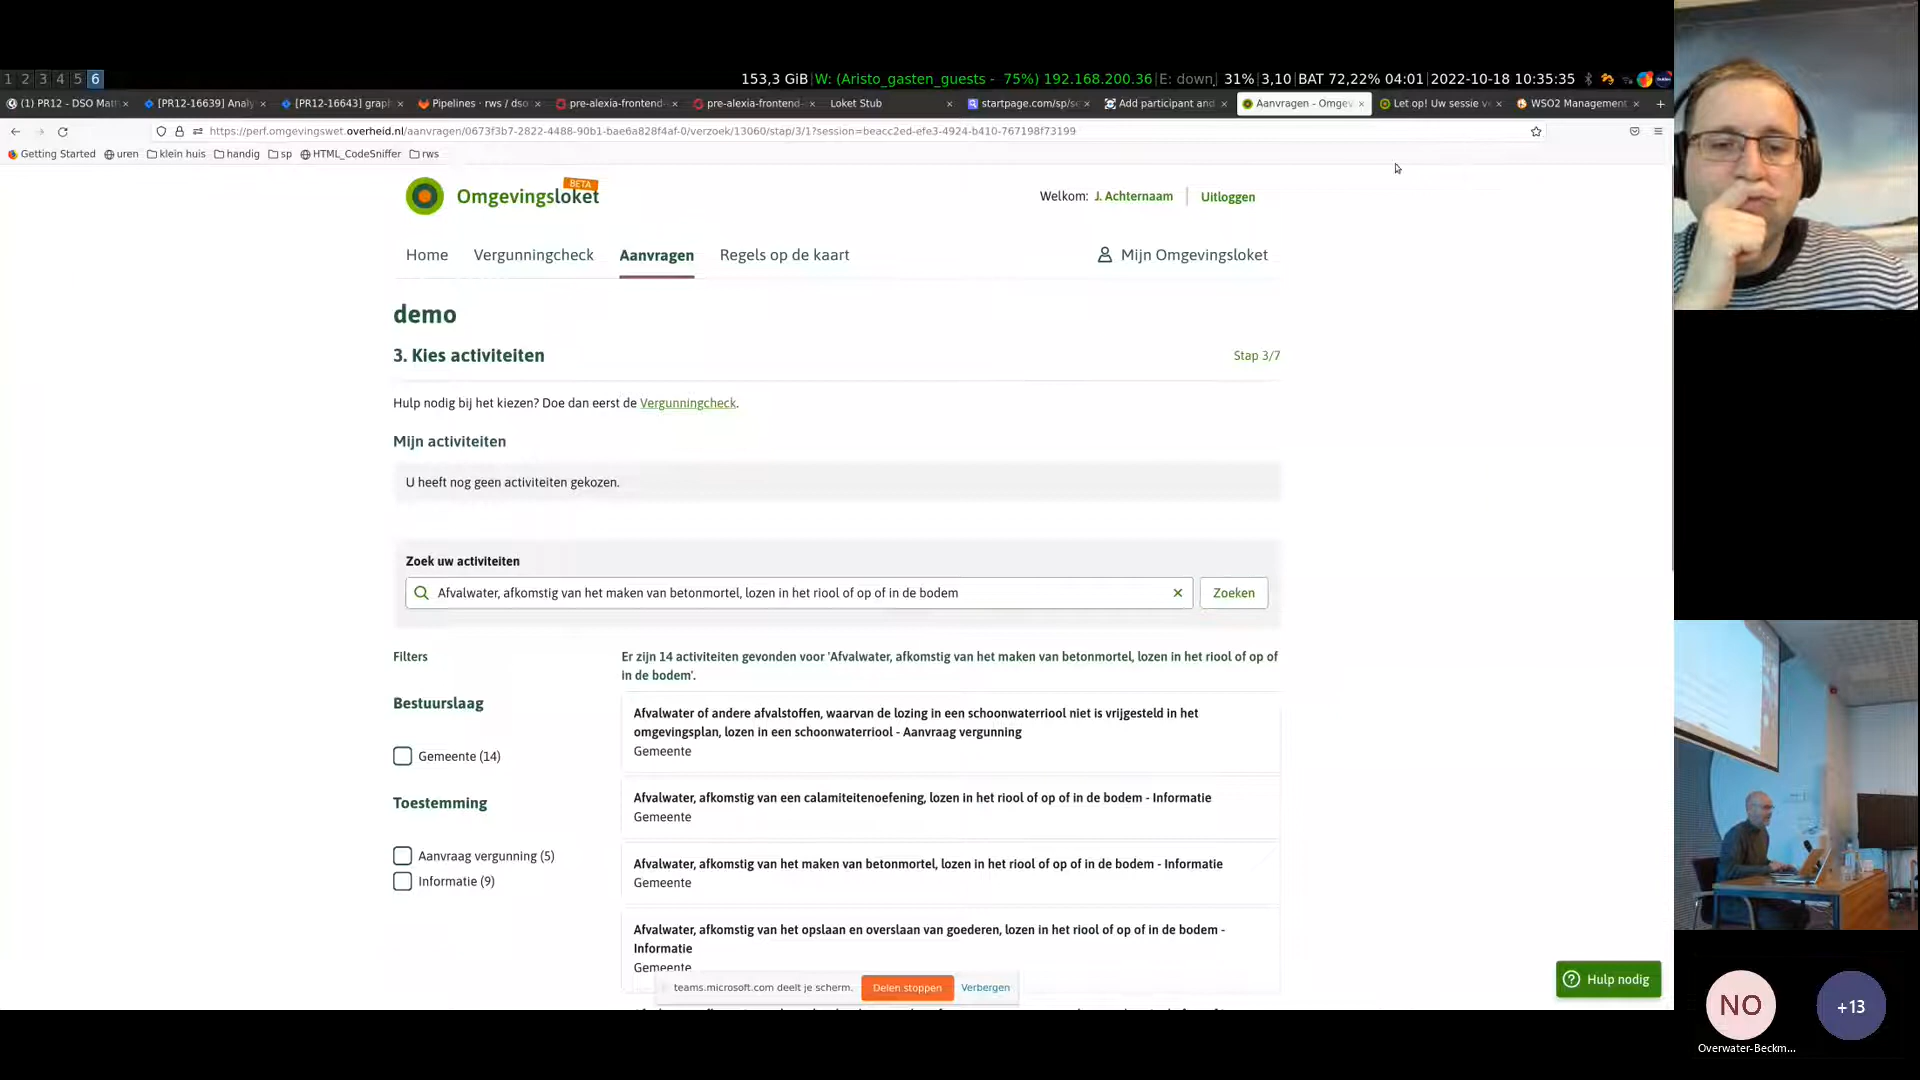 1 2 3 4 5 6
153,3 GiB|W: (Aristo_gasten_guests - 75%) 192.168.200.36|E: down| 31%|3,10|BAT 72,22% 04:01|2022-10-18 10:35:35
(1) PR12 - DSO Mat × [PR12-16639] Analy × [PR12-16643] grap × Pipelines · rws / dso × pre-alexia-frontend- × pre-alexia-frontend- × Loket Stub × startpage.com/sp/s × Add participant and × Aanvragen - Omgev × Let op! Uw sessie v × WSO2 Management × +
https://perf.omgevingswet.overheid.nl/aanvragen/0673f3b7-2822-4488-90b1-bae6a828f4af-0/verzoek/13060/stap/3/1?session=beacc2ed-efe3-4924-b410-767198f73199
Getting Started uren klein huis handig sp HTML_CodeSniffer rws
BETA
Omgevingsloket
Welkom: J. Achternaam Uitloggen
Home Vergunningcheck Aanvragen Regels op de kaart Mijn Omgevingsloket
demo
3. Kies activiteiten Stap 3/7
Hulp nodig bij het kiezen? Doe dan eerst de Vergunningcheck.
Mijn activiteiten
U heeft nog geen activiteiten gekozen.
Zoek uw activiteiten
Afvalwater, afkomstig van het maken van betonmortel, lozen in het riool of op of in de bodem × Zoeken
Filters
Er zijn 14 activiteiten gevonden voor 'Afvalwater, afkomstig van het maken van betonmortel, lozen in het riool of op of
in de bodem'.
Bestuurslaag
Gemeente (14)
Toestemming
Aanvraag vergunning (5)
Informatie (9)
Afvalwater of andere afvalstoffen, waarvan de lozing in een schoonwaterriool niet is vrijgesteld in het
omgevingsplan, lozen in een schoonwaterriool - Aanvraag vergunning
Gemeente
Afvalwater, afkomstig van een calamiteitenoefening, lozen in het riool of op of in de bodem - Informatie
Gemeente
Afvalwater, afkomstig van het maken van betonmortel, lozen in het riool of op of in de bodem - Informatie
Gemeente
Afvalwater, afkomstig van het opslaan en overslaan van goederen, lozen in het riool of op of in de bodem -
Informatie
Gemeente
teams.microsoft.com deelt je scherm. Delen stoppen Verbergen
Hulp nodig
NO
+13
Overwater-Beckm...